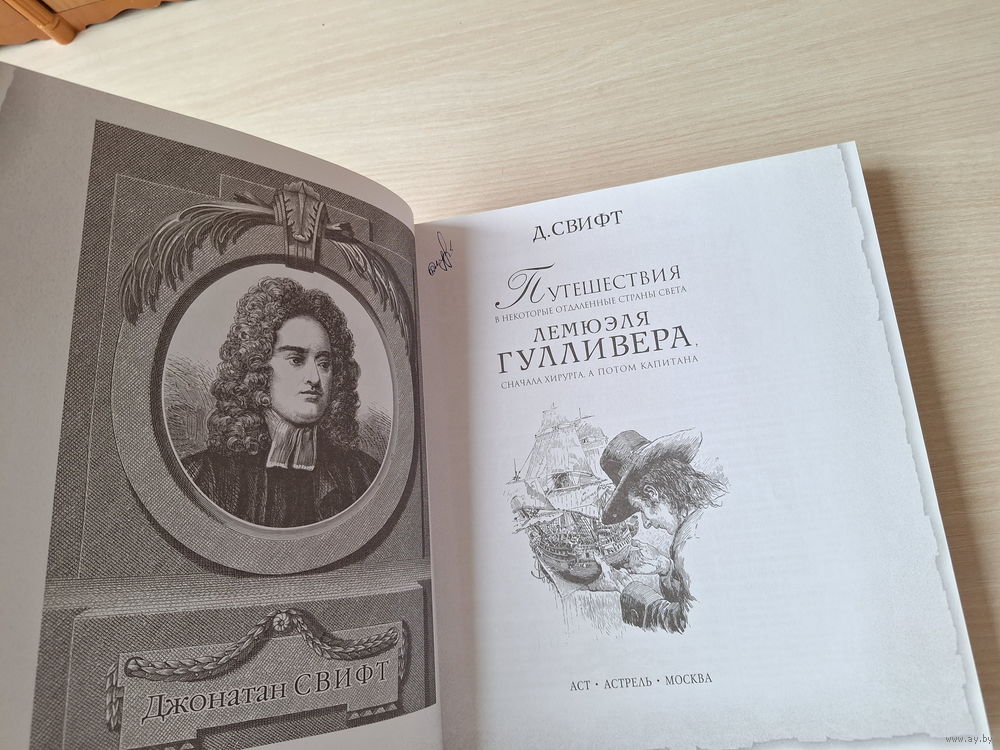 Джонатан СВИФТ
Д. СВИФТ
ПУТЕШЕСТВИЯ
В НЕКОТОРЫЕ ОТДАЛЕННЫЕ СТРАНЫ СВЕТА
ЛЕМЮЭЛЯ
ГУЛЛИВЕРА,
СНАЧАЛА ХИРУРГА, А ПОТОМ КАПИТАНА
АСТ • АСТРЕЛЬ • МОСКВА
www.ay.by